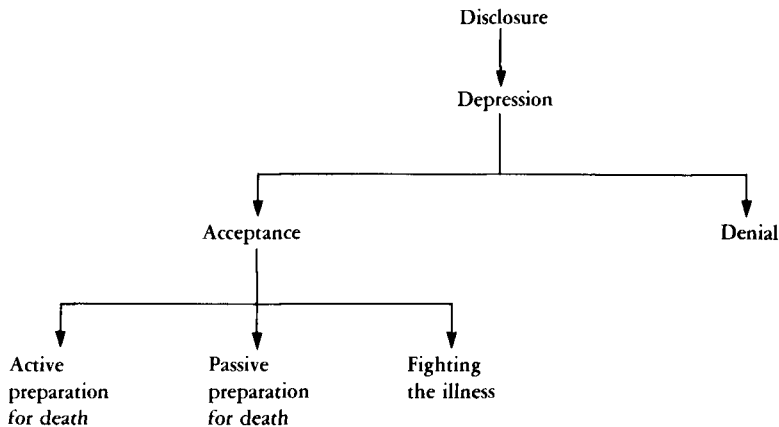 Disclosure
Depression
Acceptance
Denial
Active
preparation
for death
Passive
preparation
for death
Fighting
the illness